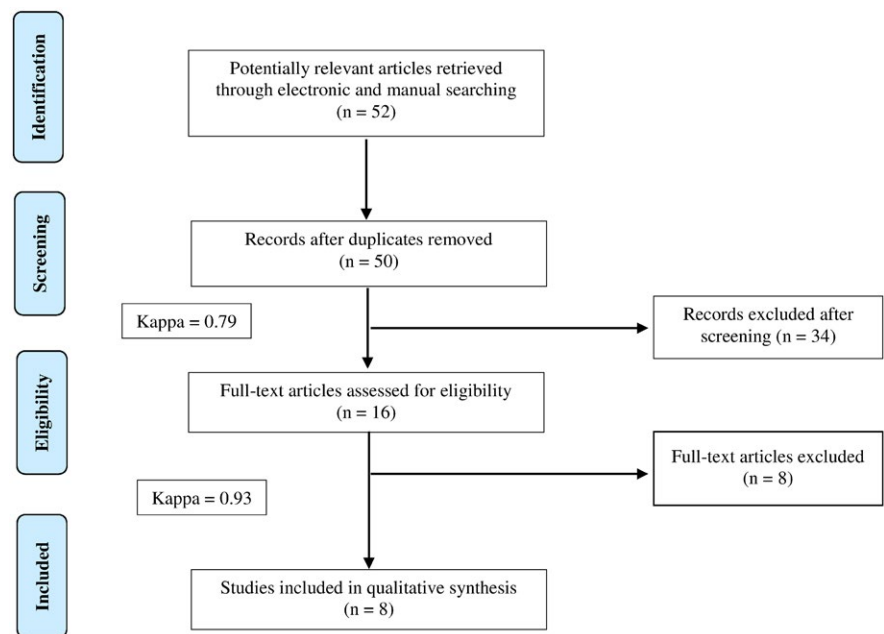 Identification
Potentially relevant articles retrieved
through electronic and manual searching
(n = 52)
Screening
Records after duplicates removed
(n = 50)
Kappa = 0.79
Records excluded after
screening (n = 34)
Eligibility
Full-text articles assessed for eligibility
(n = 16)
Full-text articles excluded
(n = 8)
Kappa = 0.93
Included
Studies included in qualitative synthesis
(n = 8)